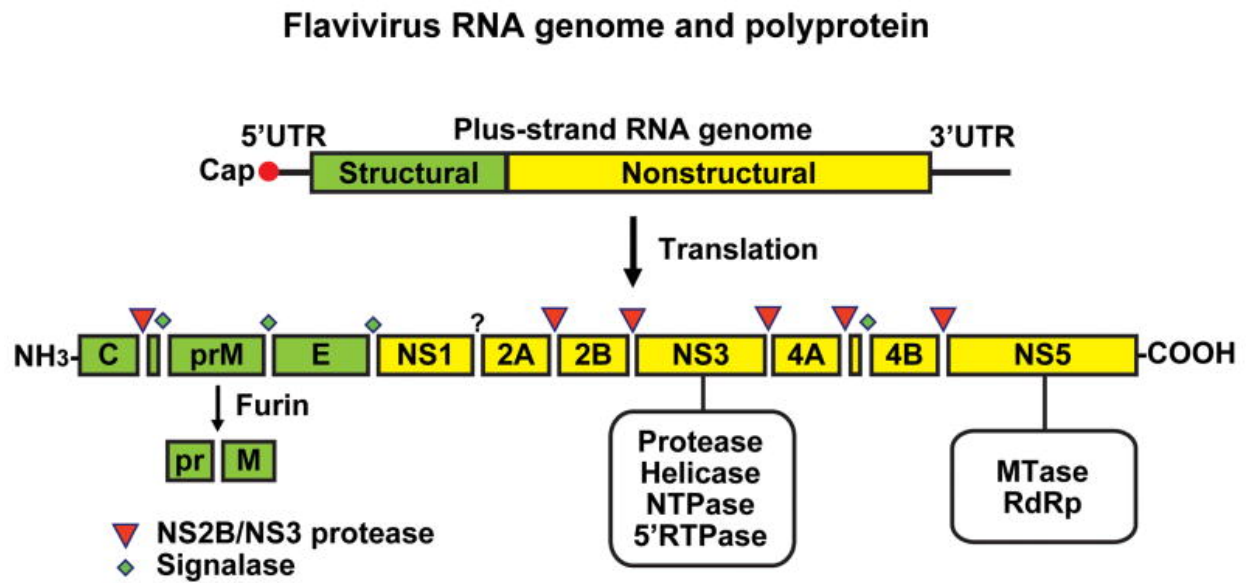 Flavivirus RNA genome and polyprotein
5'UTR Plus-strand RNA genome 3'UTR
Cap Structural Nonstructural
Translation
?
NH3- C prM E NS1 2A 2B NS3 4A 4B NS5 -COOH
Furin
pr M
Protease
Helicase
NTPase
5'RTPase
MTase
RdRp
NS2B/NS3 protease
Signalase